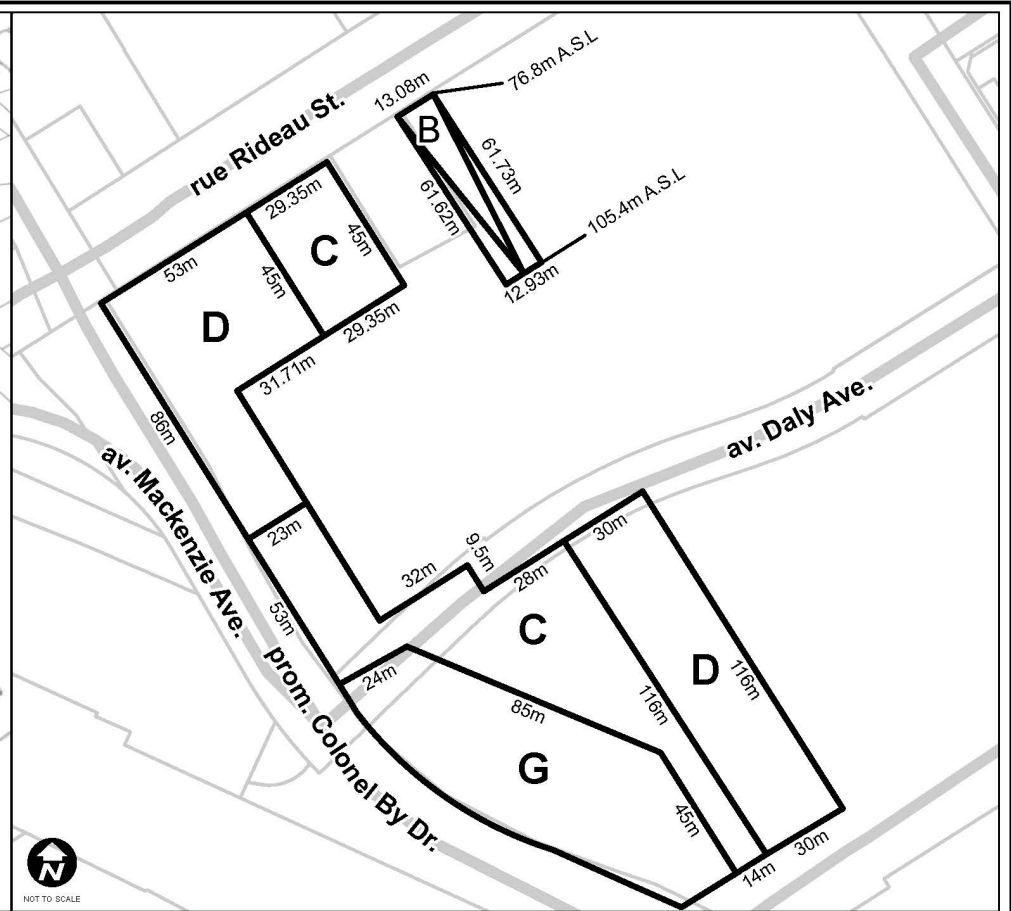 rue Rideau St.
13.08m
76.8m A.S.L
B
61.73m
61.62m
105.4m A.S.L
12.93m
29.35m
C
45m
45m
53m
D
29.35m
31.71m
86m
av. Mackenzie Ave.
23m
av. Daly Ave.
30m
9.5m
32m
28m
53m
C
D
24m
116m
116m
85m
prom. Colonel By Dr.
G
45m
30m
14m
N
NOT TO SCALE